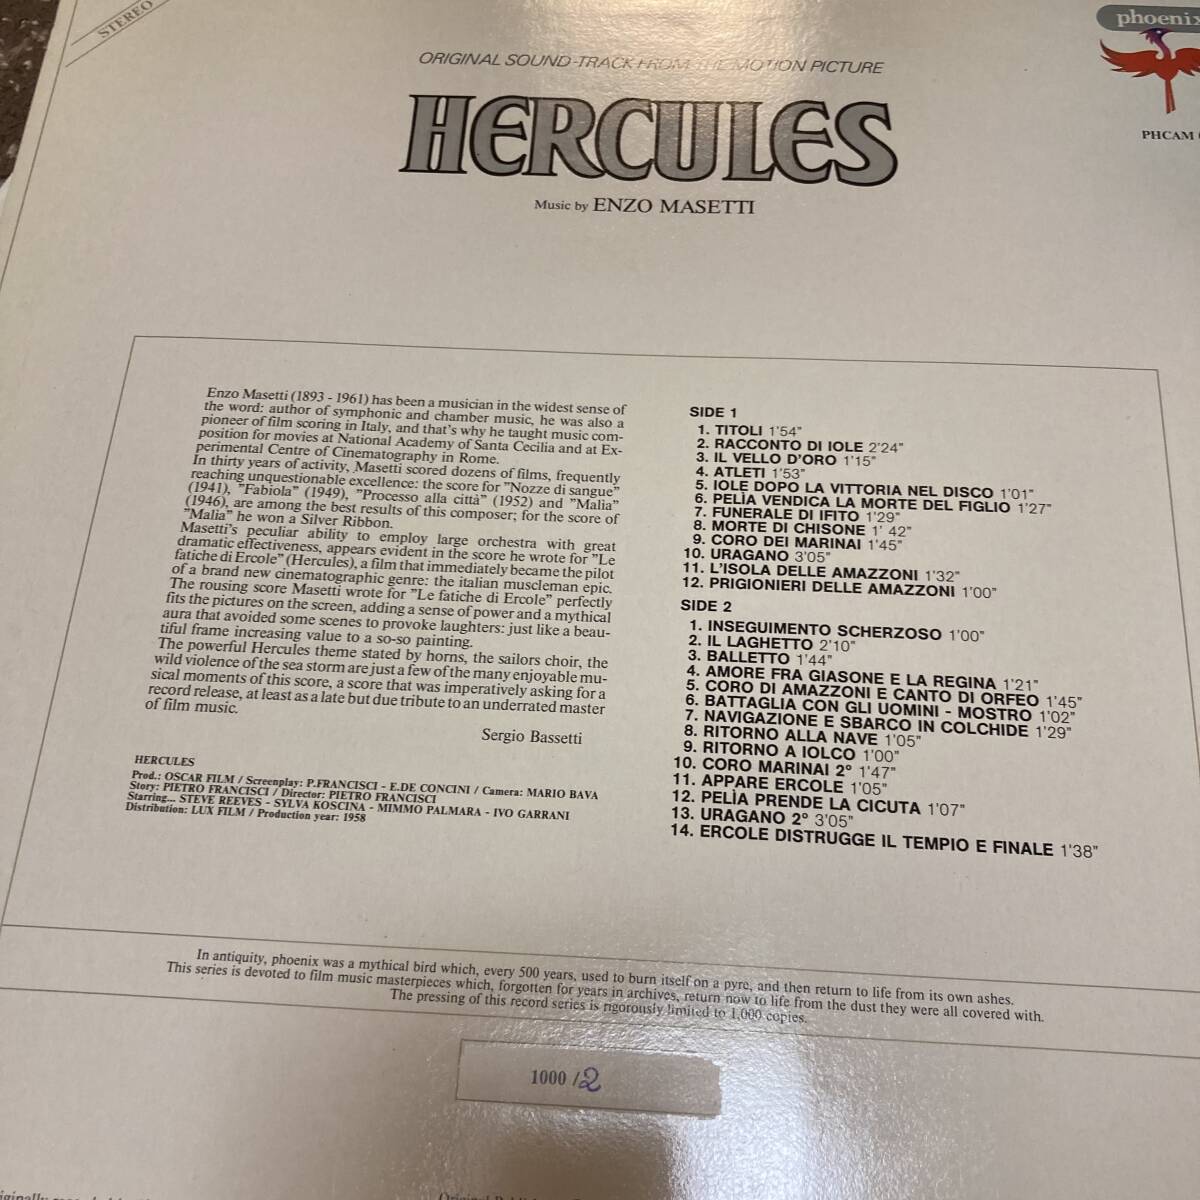 STEREO
phoenix
PHCAM
ORIGINAL SOUND-TRACK FROM THE MOTION PICTURE
HERCULES
Music by ENZO MASETTI
Enzo Masetti (1893 - 1961) has been a musician in the widest sense of
the word: author of symphonic and chamber music, he was also a
pioneer of film scoring in Italy, and that's why he taught music com-
position for movies at National Academy of Santa Cecilia and at Ex-
perimental Centre of Cinematography in Rome.
In thirty years of activity, Masetti scored dozens of films, frequently
reaching unquestionable excellence: the score for "Nozze di sangue"
(1941), "Fabiola" (1949), "Processo alla città" (1952) and "Malìa"
(1946), are among the best results of this composer; for the score of
"Malìa" he won a Silver Ribbon.
Masetti's peculiar ability to employ large orchestra with great
dramatic effectiveness, appears evident in the score he wrote for "Le
fatiche di Ercole" (Hercules), a film that immediately became the pilot
of a brand new cinematographic genre: the italian muscleman epic.
The rousing score Masetti wrote for "Le fatiche di Ercole" perfectly
fits the pictures on the screen, adding a sense of power and a mythical
aura that avoided some scenes to provoke laughters: just like a beau-
tiful frame increasing value to a so-so painting.
The powerful Hercules theme stated by horns, the sailors choir, the
wild violence of the sea storm are just a few of the many enjoyable mu-
sical moments of this score, a score that was imperatively asking for a
record release, at least as a late but due tribute to an underrated master
of film music.
Sergio Bassetti
HERCULES
Prod.: OSCAR FILM / Screenplay: P.FRANCISCI - E.DE CONCINI / Camera: MARIO BAVA
Story: PIETRO FRANCISCI / Director: PIETRO FRANCISCI
Starring... STEVE REEVES - SYLVA KOSCINA - MIMMO PALMARA - IVO GARRANI
Distribution: LUX FILM / Production year: 1958
SIDE 1
1. TITOLI 1'54"
2. RACCONTO DI IOLE 2'24"
3. IL VELLO D'ORO 1'15"
4. ATLETI 1'53"
5. IOLE DOPO LA VITTORIA NEL DISCO 1'01"
6. PELÌA VENDICA LA MORTE DEL FIGLIO 1'27"
7. FUNERALE DI IFITO 1'29"
8. MORTE DI CHISONE 1' 42"
9. CORO DEI MARINAI 1'45"
10. URAGANO 3'05"
11. L'ISOLA DELLE AMAZZONI 1'32"
12. PRIGIONIERI DELLE AMAZZONI 1'00"
SIDE 2
1. INSEGUIMENTO SCHERZOSO 1'00"
2. IL LAGHETTO 2'10"
3. BALLETTO 1'44"
4. AMORE FRA GIASONE E LA REGINA 1'21"
5. CORO DI AMAZZONI E CANTO DI ORFEO 1'45"
6. BATTAGLIA CON GLI UOMINI - MOSTRO 1'02"
7. NAVIGAZIONE E SBARCO IN COLCHIDE 1'29"
8. RITORNO ALLA NAVE 1'05"
9. RITORNO A IOLCO 1'00"
10. CORO MARINAI 2° 1'47"
11. APPARE ERCOLE 1'05"
12. PELÌA PRENDE LA CICUTA 1'07"
13. URAGANO 2° 3'05"
14. ERCOLE DISTRUGGE IL TEMPIO E FINALE 1'38"
In antiquity, phoenix was a mythical bird which, every 500 years, used to burn itself on a pyre, and then return to life from its own ashes.
This series is devoted to film music masterpieces which, forgotten for years in archives, return now to life from the dust they were all covered with.
The pressing of this record series is rigorously limited to 1,000 copies.
1000 /2